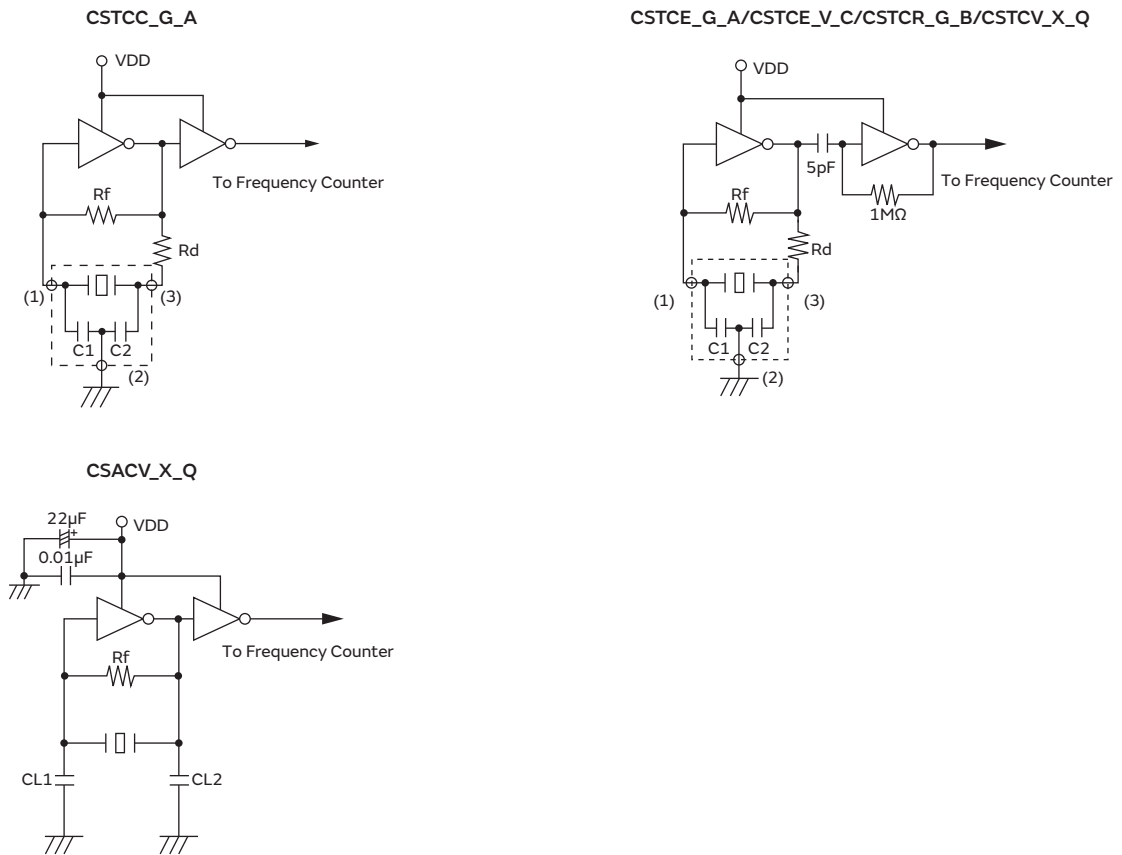 CSTCC_G_A
VDD
To Frequency Counter
Rf
Rd
(1)
(3)
C1
C2
(2)
CSTCE_G_A/CSTCE_V_C/CSTCR_G_B/CSTCV_X_Q
VDD
5pF
To Frequency Counter
Rf
1MΩ
Rd
(1)
(3)
C1
C2
(2)
CSACV_X_Q
22μF
+
VDD
0.01μF
To Frequency Counter
Rf
CL1
CL2